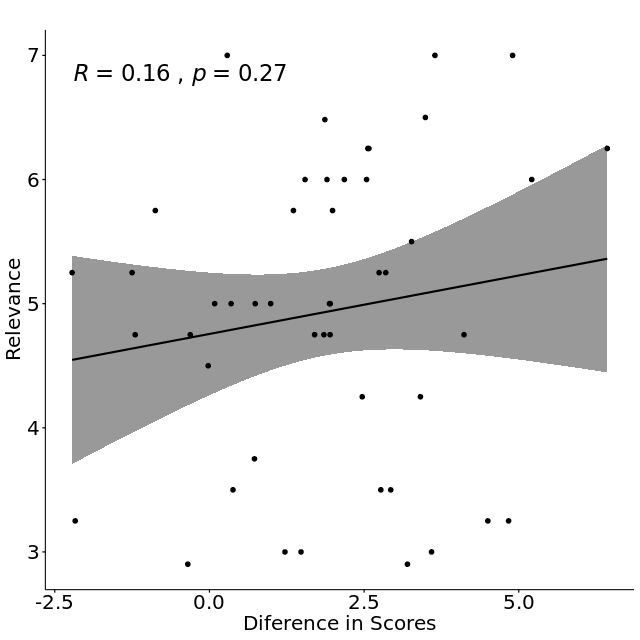 7
R = 0.16 , p = 0.27
6
Relevance
5
4
3
-2.5 0.0 2.5 5.0
Diference in Scores